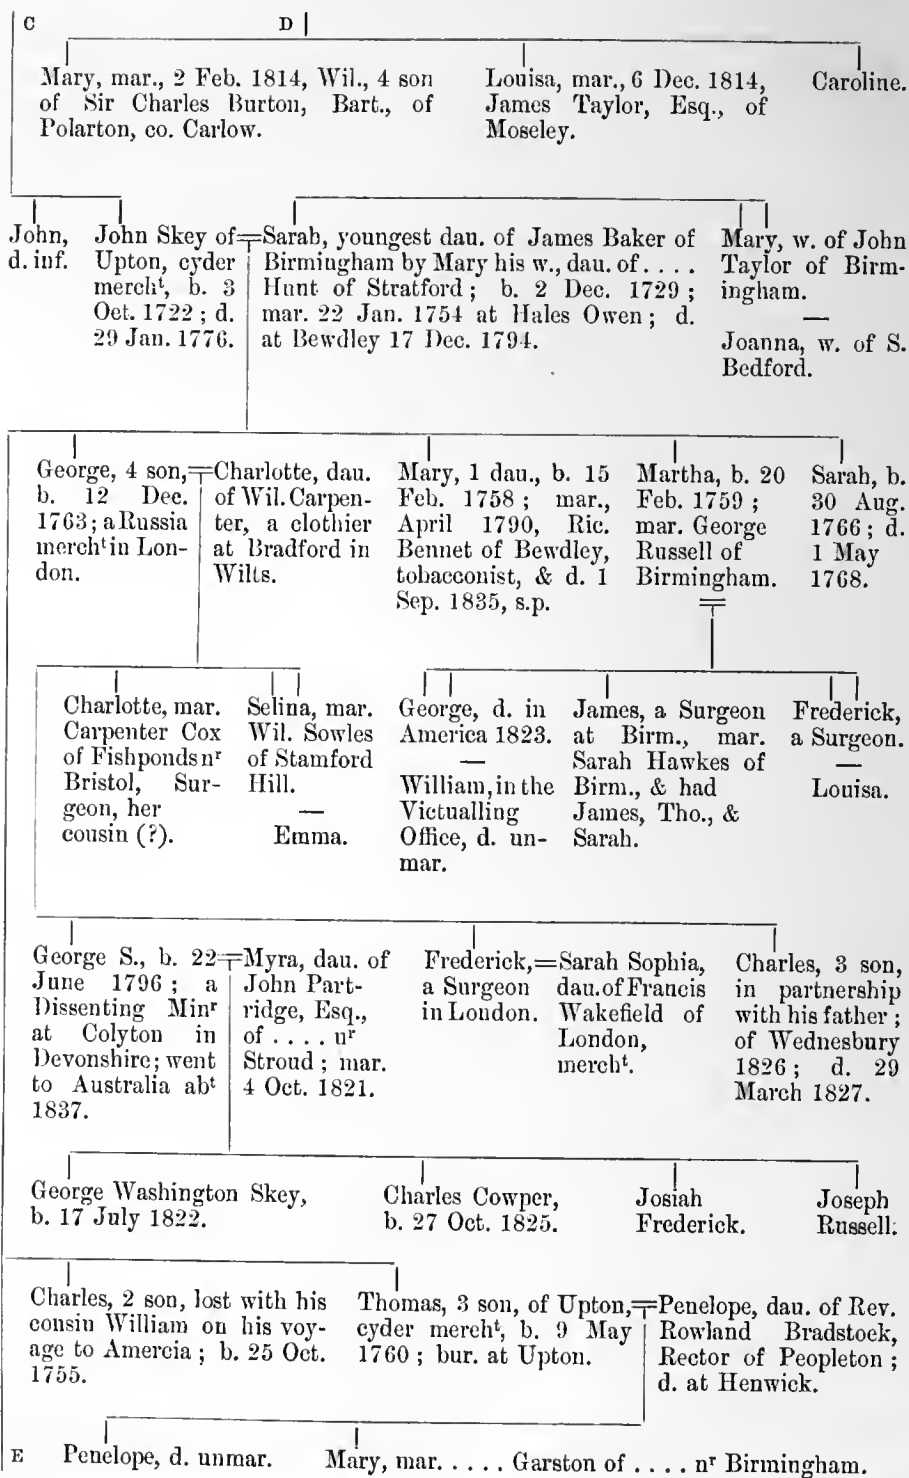 C D
Mary, mar., 2 Feb. 1814, Wil., 4 son
of Sir Charles Burton, Bart., of
Polarton, co. Carlow.
Louisa, mar., 6 Dec. 1814,
James Taylor, Esq., of
Moseley.
Caroline.
John,
d. inf.
John Skey of
Upton, cyder
mercht, b. 3
Oct. 1722; d.
29 Jan. 1776.
Sarah, youngest dau. of James Baker of
Birmingham by Mary his w., dau. of . . . .
Hunt of Stratford; b. 2 Dec. 1729;
mar. 22 Jan. 1754 at Hales Owen; d.
at Bewdley 17 Dec. 1794.
Mary, w. of John
Taylor of Birm-
ingham.
—
Joanna, w. of S.
Bedford.
George, 4 son,
b. 12 Dec.
1763; a Russia
mercht in Lon-
don.
Charlotte, dau.
of Wil. Carpen-
ter, a clothier
at Bradford in
Wilts.
Mary, 1 dau., b. 15
Feb. 1758; mar.,
April 1790, Ric.
Bennet of Bewdley,
tobacconist, & d. 1
Sep. 1835, s.p.
Martha, b. 20
Feb. 1759;
mar. George
Russell of
Birmingham.
Sarah, b.
30 Aug.
1766; d.
1 May
1768.
Charlotte, mar.
Carpenter Cox
of Fishponds nr
Bristol, Sur-
geon, her
cousin (?).
Selina, mar.
Wil. Sowles
of Stamford
Hill.
—
Emma.
George, d. in
America 1823.
—
William, in the
Victualling
Office, d. un-
mar.
James, a Surgeon
at Birm., mar.
Sarah Hawkes of
Birm., & had
James, Tho., &
Sarah.
Frederick,
a Surgeon.
—
Louisa.
George S., b. 22
June 1796; a
Dissenting Minr
at Colyton in
Devonshire; went
to Australia abt
1837.
Myra, dau. of
John Part-
ridge, Esq.,
of . . . . nr
Stroud; mar.
4 Oct. 1821.
Frederick,
a Surgeon
in London.
Sarah Sophia,
dau. of Francis
Wakefield of
London,
mercht.
Charles, 3 son,
in partnership
with his father;
of Wednesbury
1826; d. 29
March 1827.
George Washington Skey,
b. 17 July 1822.
Charles Cowper,
b. 27 Oct. 1825.
Josiah
Frederick.
Joseph
Russell.
Charles, 2 son, lost with his
cousin William on his voy-
age to Amercia; b. 25 Oct.
1755.
Thomas, 3 son, of Upton,
cyder mercht, b. 9 May
1760; bur. at Upton.
Penelope, dau. of Rev.
Rowland Bradstock,
Rector of Peopleton;
d. at Henwick.
E Penelope, d. unmar.
Mary, mar. . . . . Garston of . . . . nr Birmingham.